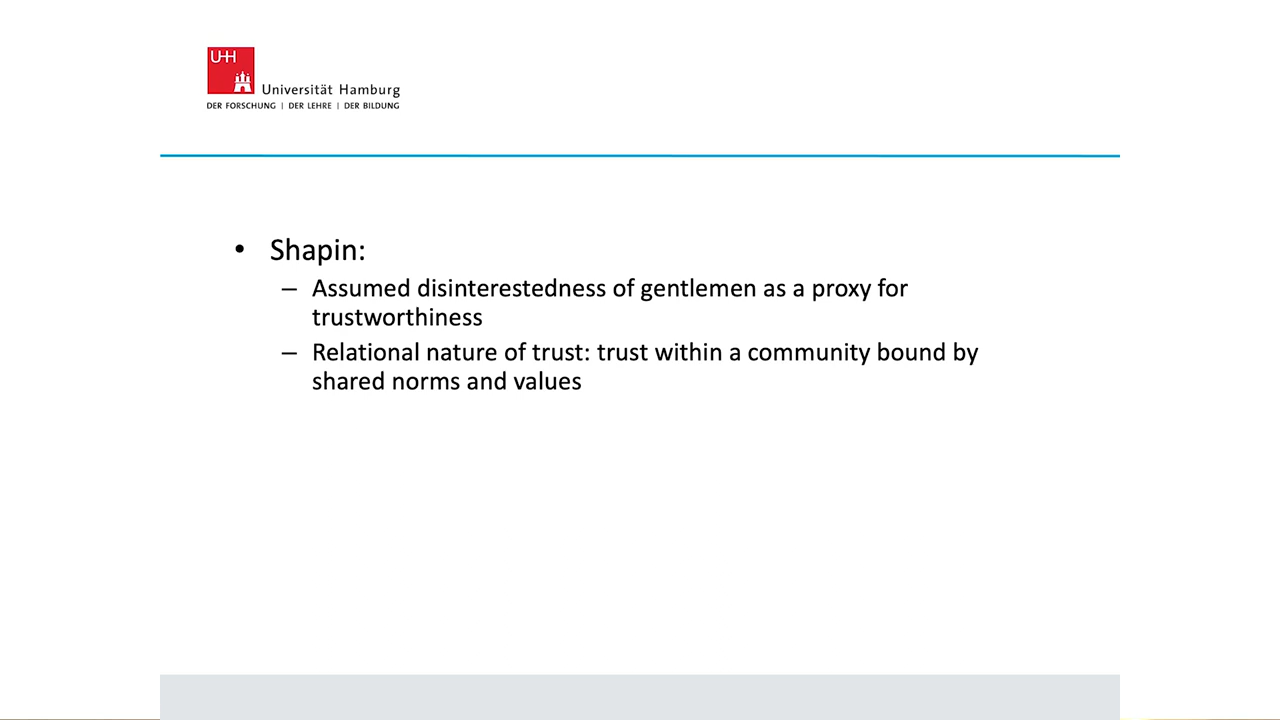 UHH
Universität Hamburg
DER FORSCHUNG | DER LEHRE | DER BILDUNG
• Shapin:
– Assumed disinterestedness of gentlemen as a proxy for
trustworthiness
– Relational nature of trust: trust within a community bound by
shared norms and values